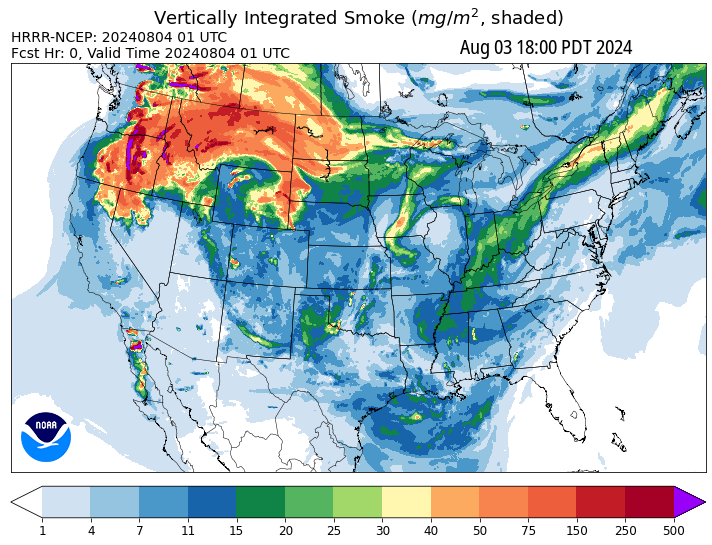 Vertically Integrated Smoke (mg/m², shaded)
HRRR-NCEP: 20240804 01 UTC
Fcst Hr: 0, Valid Time 20240804 01 UTC
Aug 03 18:00 PDT 2024
NOAA
1 4 7 11 15 20 25 30 40 50 75 150 250 500